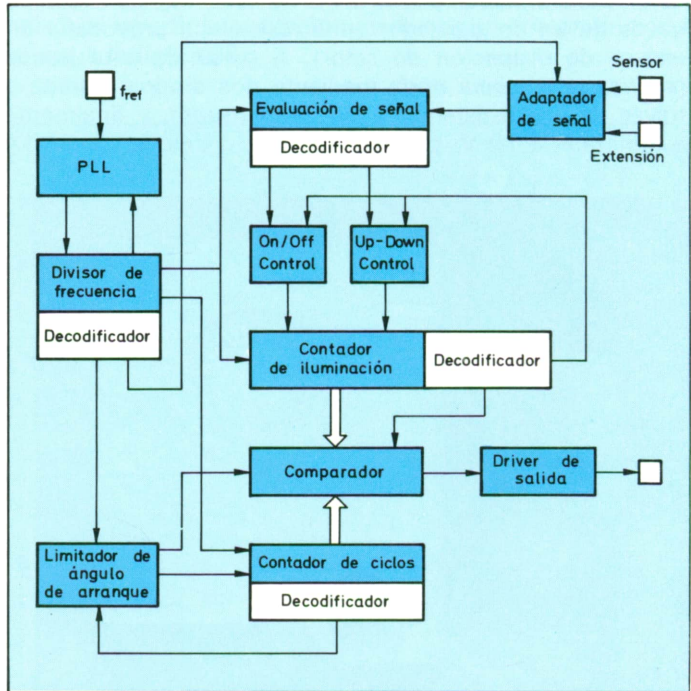 Sensor
f_ref
Evaluación de señal
Adaptador
de señal
Decodificador
Extensión
PLL
On/Off
Control
Up-Down
Control
Divisor de
frecuencia
Decodificador
Contador
de iluminación
Decodificador
Comparador
Driver de
salida
Limitador de
ángulo
de arranque
Contador de ciclos
Decodificador